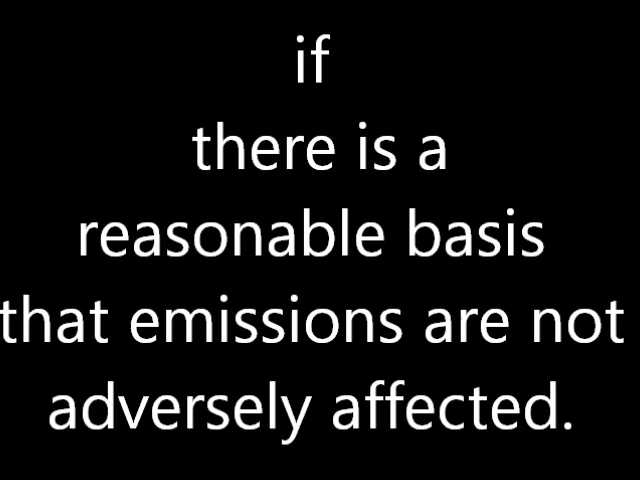 if
there is a
reasonable basis
that emissions are not
adversely affected.